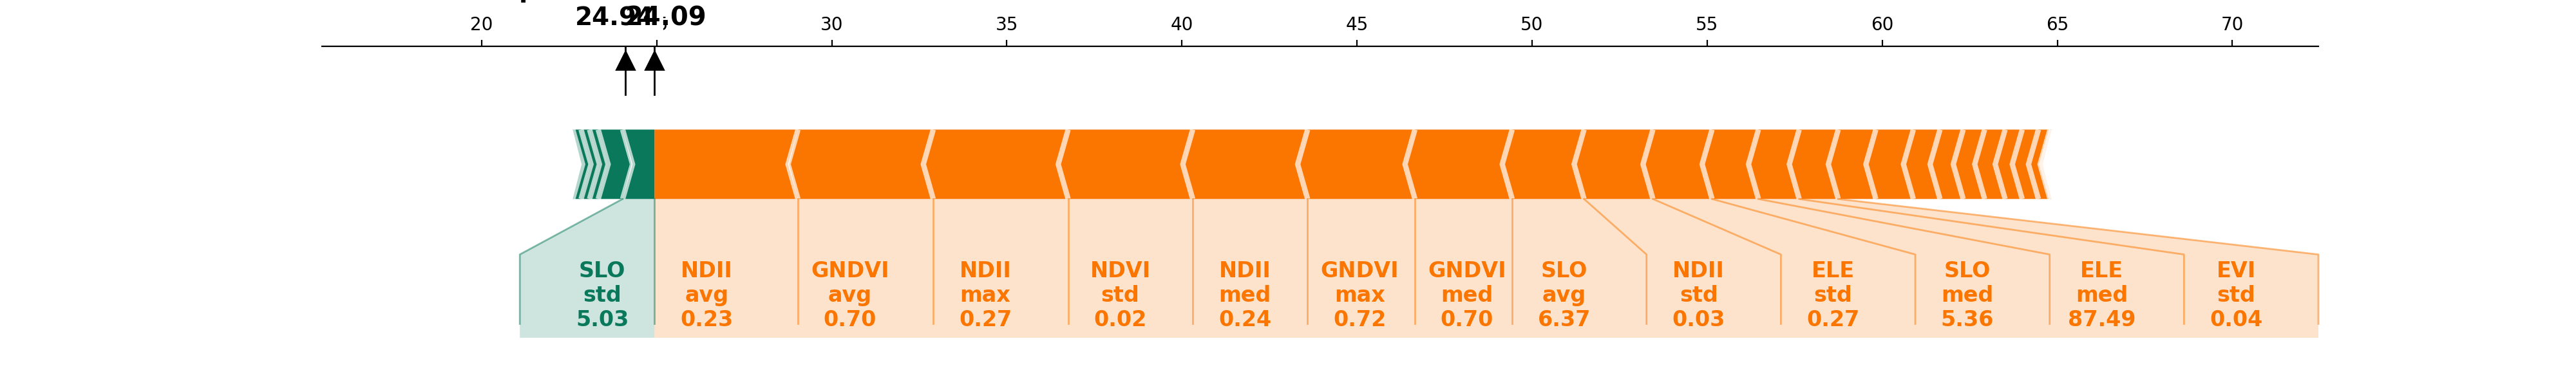 24.94 24.09
20 30 35 40 45 50 55 60 65 70
SLO NDII GNDVI NDII NDVI NDII GNDVI GNDVI SLO NDII ELE SLO ELE EVI
std avg avg max std med max med avg std std med med std
5.03 0.23 0.70 0.27 0.02 0.24 0.72 0.70 6.37 0.03 0.27 5.36 87.49 0.04